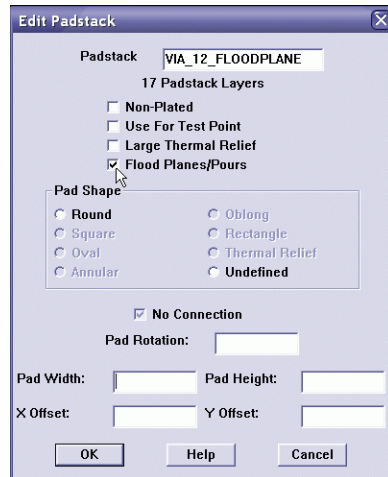 Edit Padstack
Padstack VIA_12_FLOODPLANE
17 Padstack Layers
Non-Plated
Use For Test Point
Large Thermal Relief
Flood Planes/Pours
Pad Shape
Round Oblong
Square Rectangle
Oval Thermal Relief
Annular Undefined
No Connection
Pad Rotation:
Pad Width: Pad Height:
X Offset: Y Offset:
OK Help Cancel